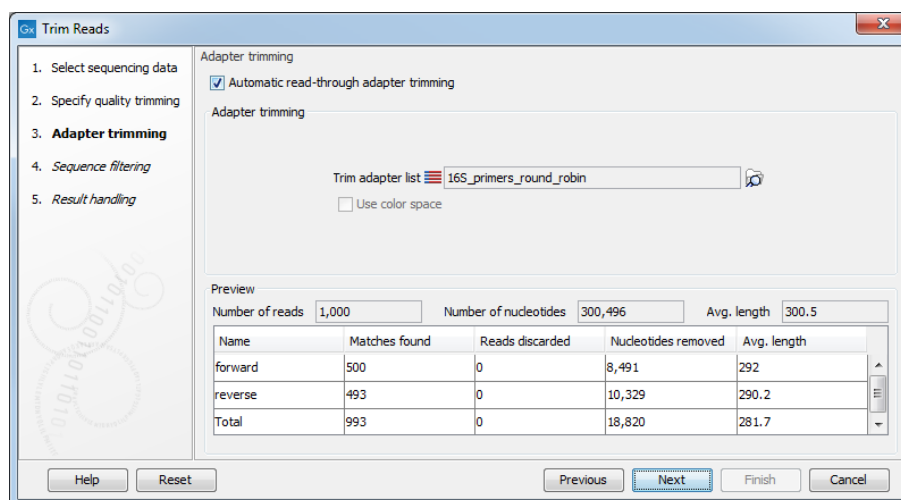 Gx Trim Reads
1. Select sequencing data
2. Specify quality trimming
3. Adapter trimming
4. Sequence filtering
5. Result handling
Adapter trimming
Automatic read-through adapter trimming
Adapter trimming
Trim adapter list 16S_primers_round_robin
Use color space
Preview
Number of reads 1,000 Number of nucleotides 300,496 Avg. length 300.5
Name Matches found Reads discarded Nucleotides removed Avg. length
forward 500 0 8,491 292
reverse 493 0 10,329 290.2
Total 993 0 18,820 281.7
Help Reset Previous Next Finish Cancel